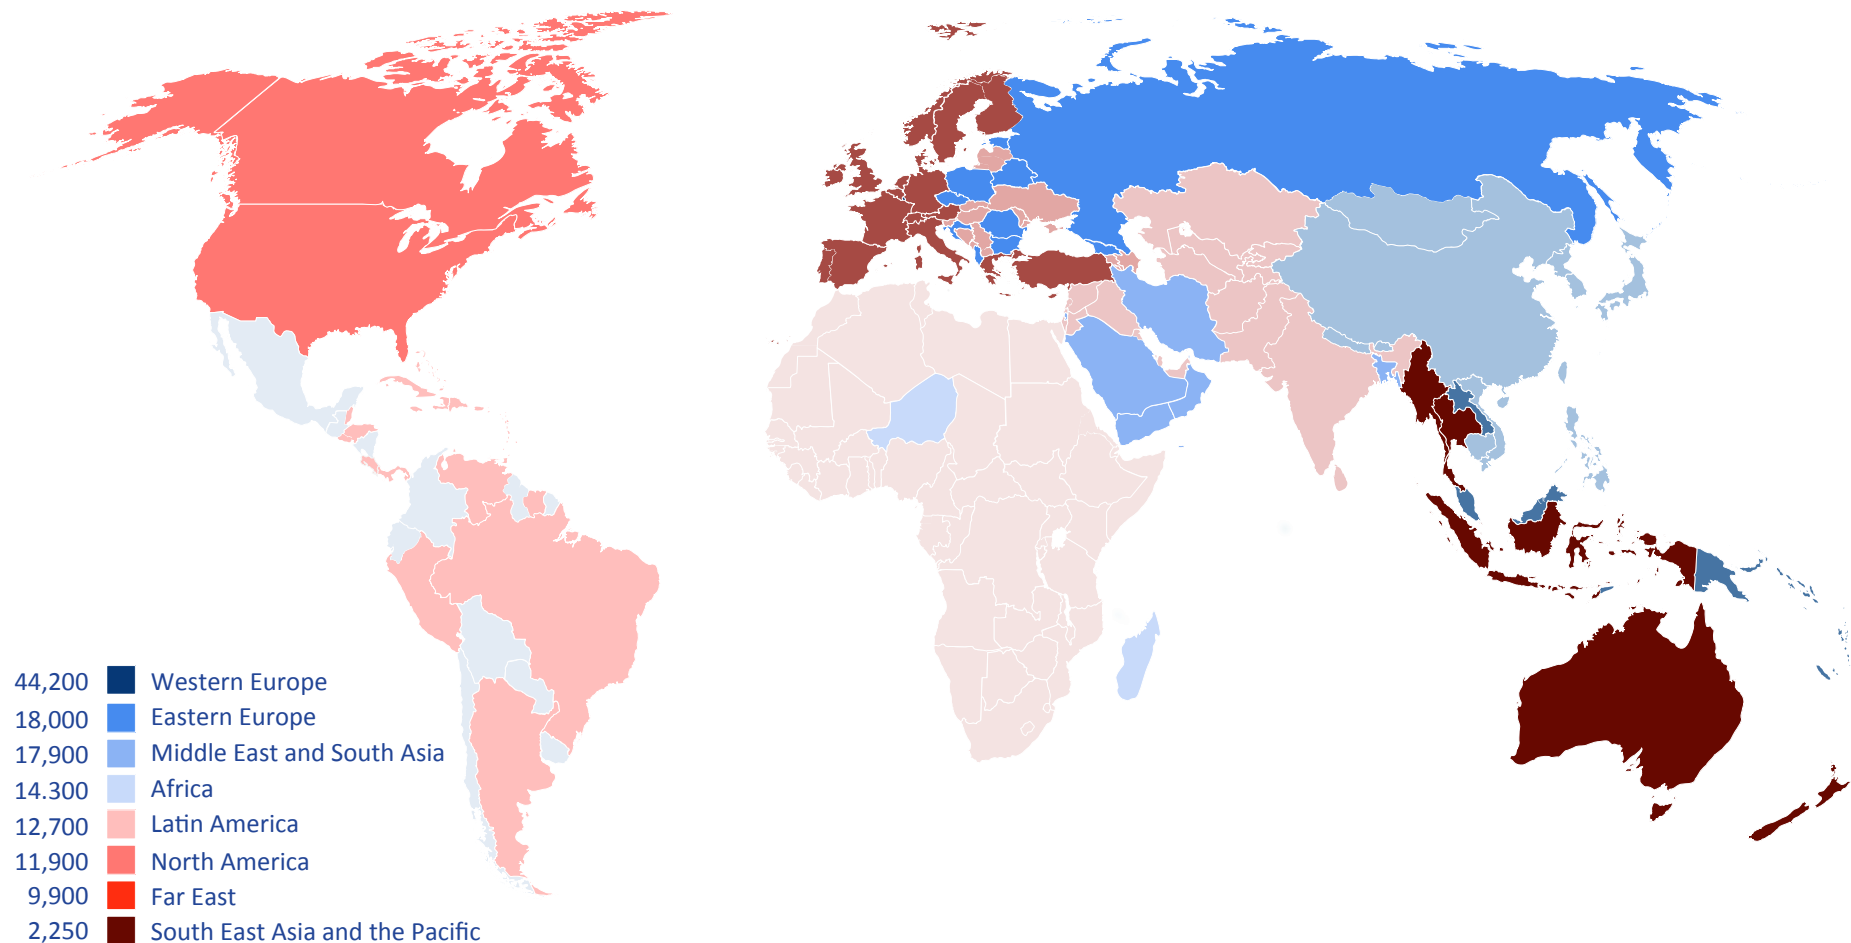 44,200 Western Europe
18,000 Eastern Europe
17,900 Middle East and South Asia
14.300 Africa
12,700 Latin America
11,900 North America
9,900 Far East
2,250 South East Asia and the Pacific